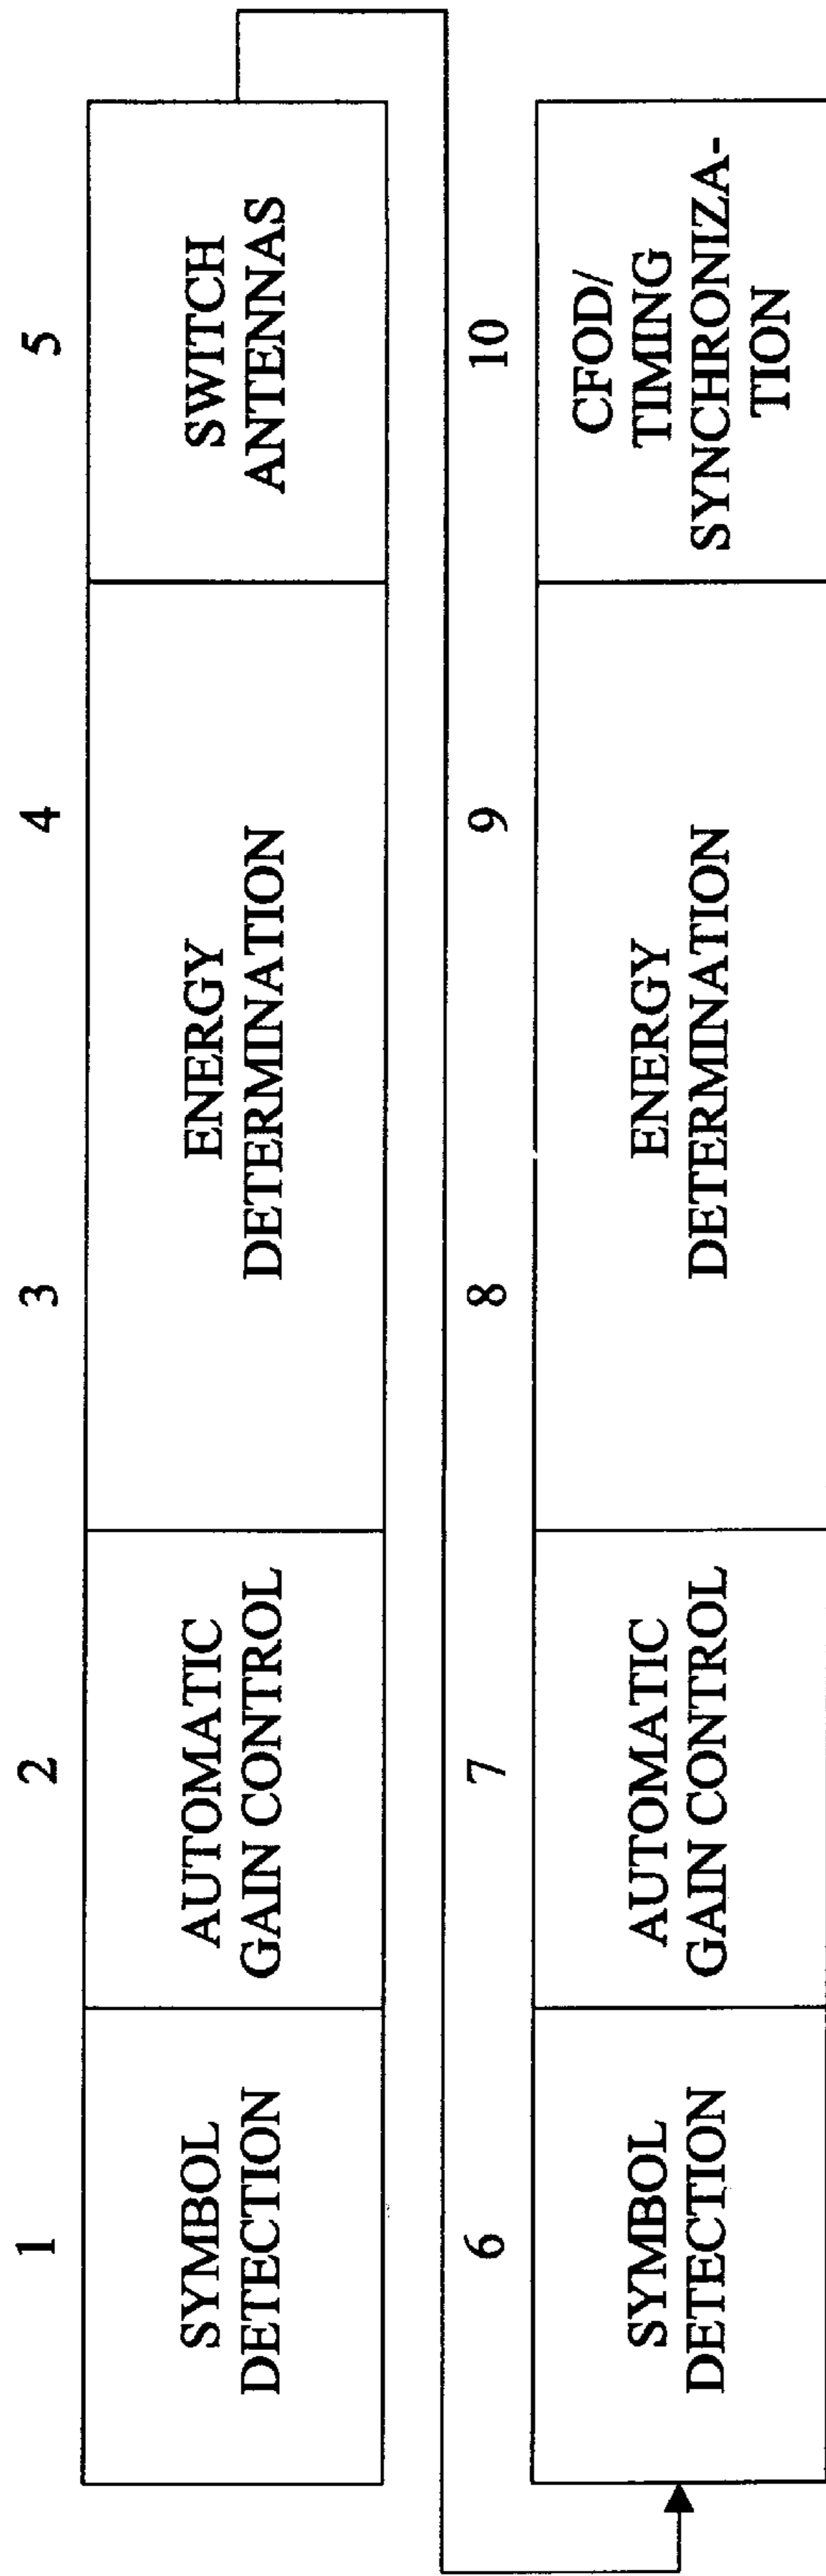 1
2
3
4
5
SYMBOL
DETECTION
AUTOMATIC
GAIN CONTROL
ENERGY
DETERMINATION
SWITCH
ANTENNAS
6
7
8
9
10
SYMBOL
DETECTION
AUTOMATIC
GAIN CONTROL
ENERGY
DETERMINATION
CFOD/
TIMING
SYNCHRONIZA-
TION